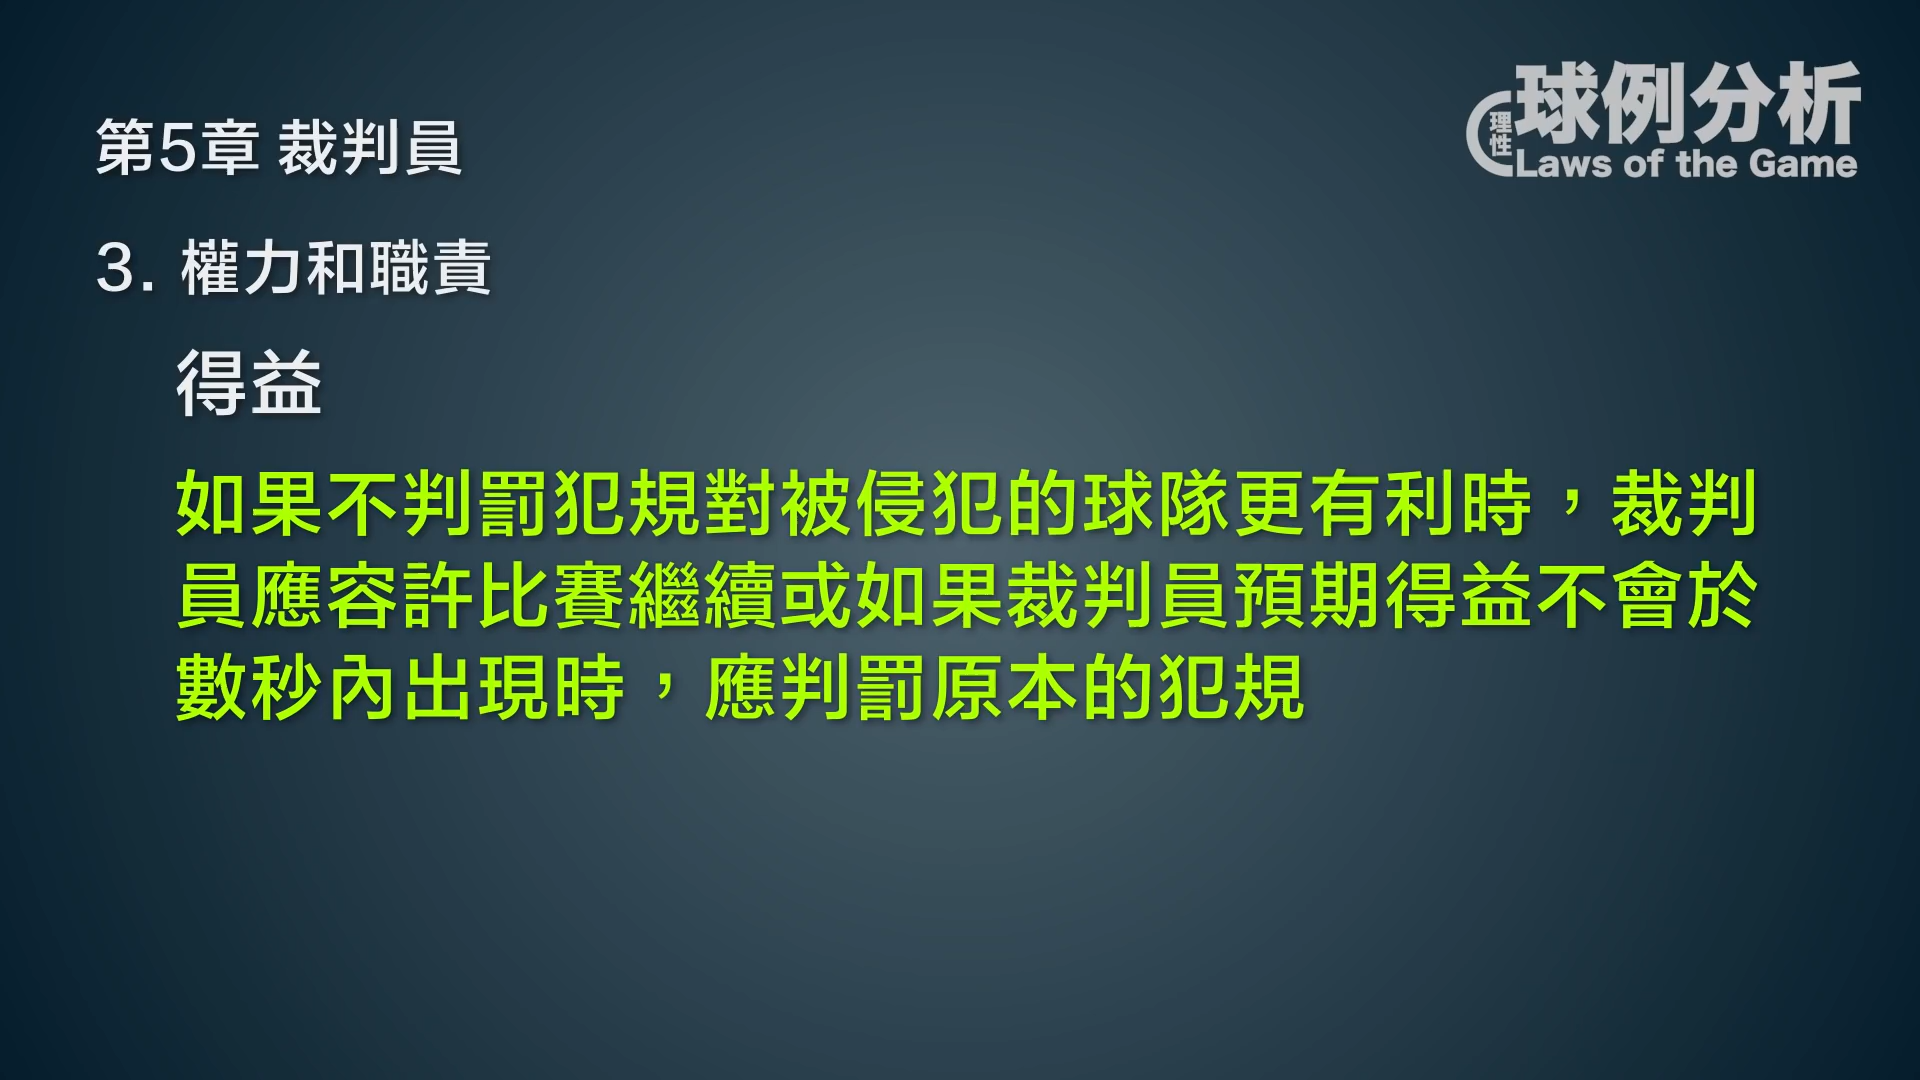 理性
球例分析
Laws of the Game
第5章 裁判員
3. 權力和職責
得益
如果不判罰犯規對被侵犯的球隊更有利時，裁判
員應容許比賽繼續或如果裁判員預期得益不會於
數秒內出現時，應判罰原本的犯規